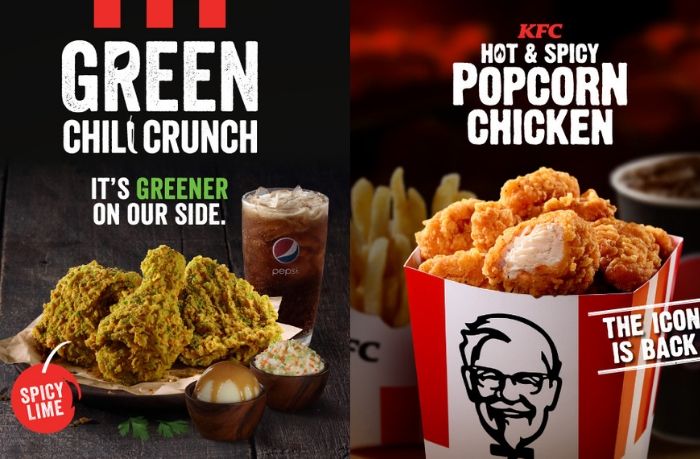 GREEN
CHILI CRUNCH
IT'S GREENER
ON OUR SIDE.
pepsi
SPICY
LIME
KFC
HOT & SPICY
POPCORN
CHICKEN
FC
THE ICON
IS BACK